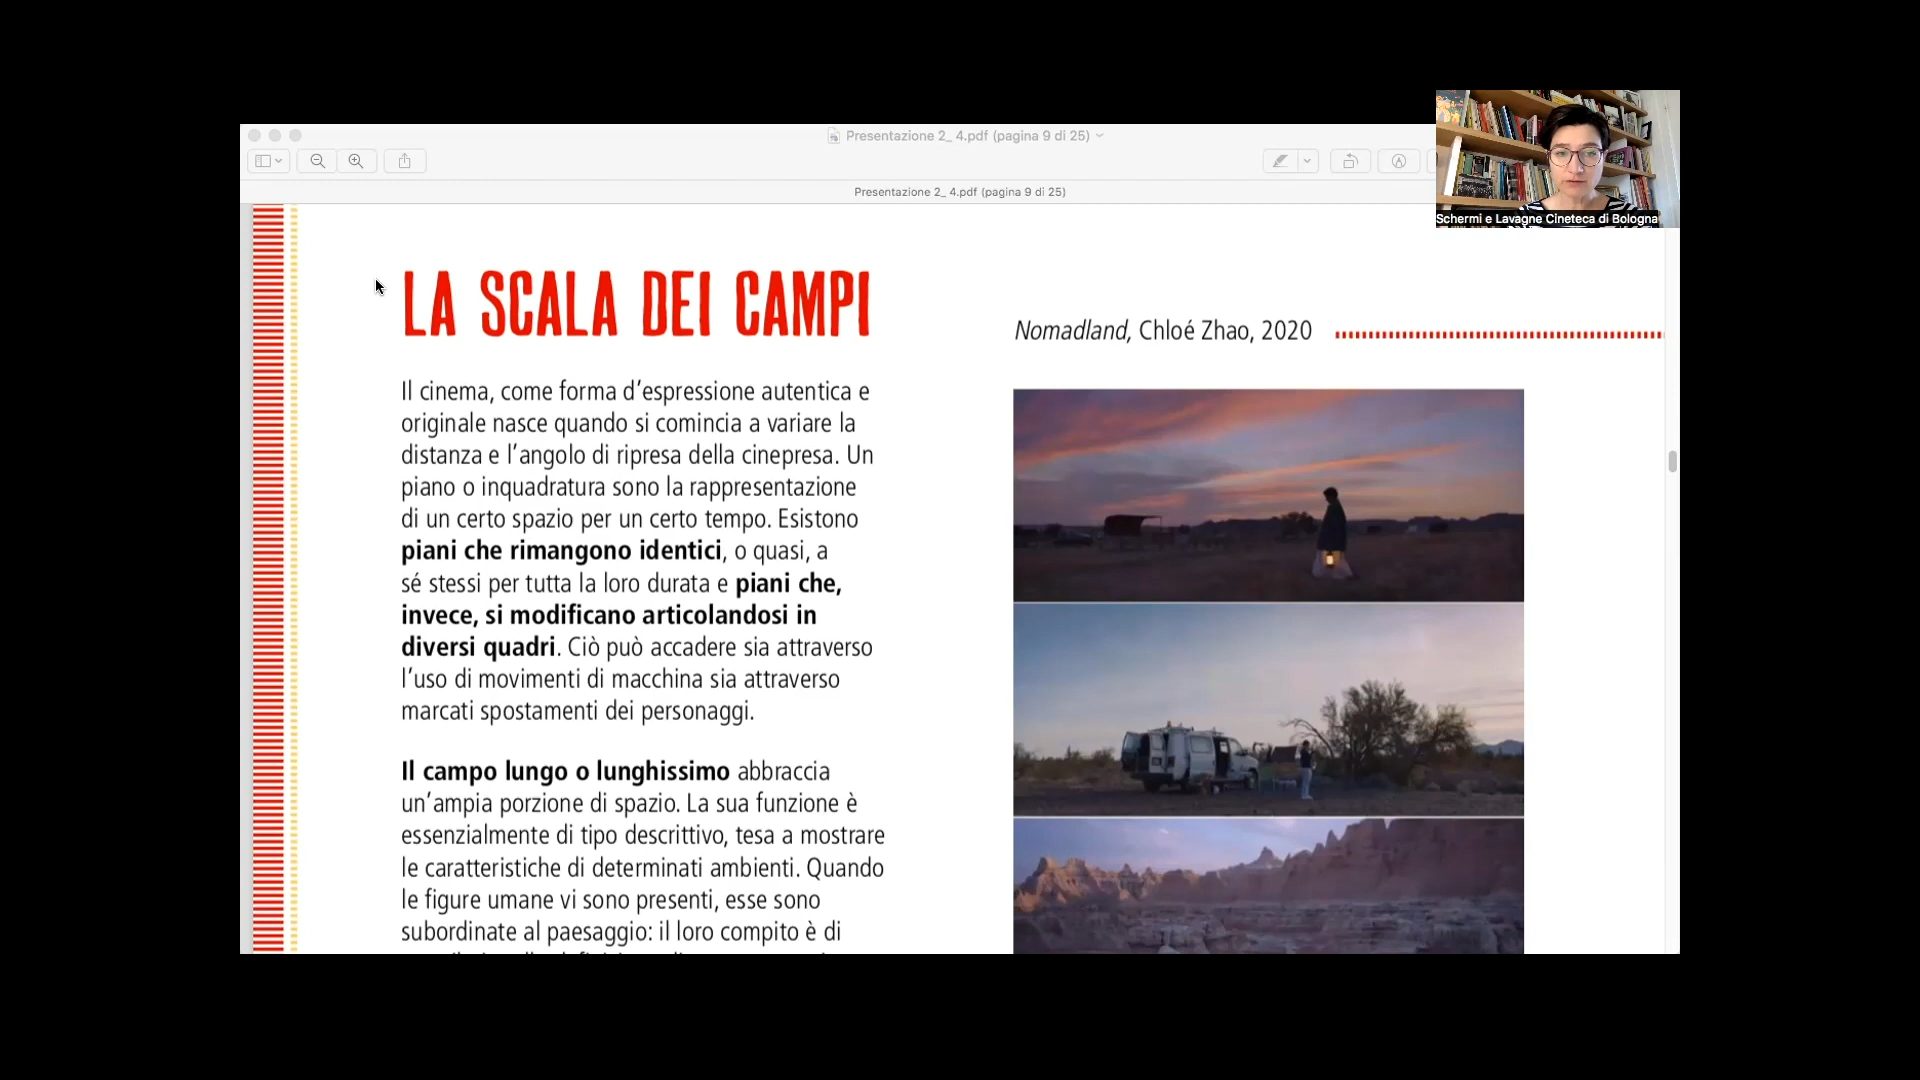 Presentazione 2_ 4.pdf (pagina 9 di 25)
Presentazione 2_ 4.pdf (pagina 9 di 25)
Schermi e Lavagne Cineteca di Bologna
LA SCALA DEI CAMPI
Il cinema, come forma d’espressione autentica e
originale nasce quando si comincia a variare la
distanza e l’angolo di ripresa della cinepresa. Un
piano o inquadratura sono la rappresentazione
di un certo spazio per un certo tempo. Esistono
piani che rimangono identici, o quasi, a
sé stessi per tutta la loro durata e piani che,
invece, si modificano articolandosi in
diversi quadri. Ciò può accadere sia attraverso
l’uso di movimenti di macchina sia attraverso
marcati spostamenti dei personaggi.
Il campo lungo o lunghissimo abbraccia
un’ampia porzione di spazio. La sua funzione è
essenzialmente di tipo descrittivo, tesa a mostrare
le caratteristiche di determinati ambienti. Quando
le figure umane vi sono presenti, esse sono
subordinate al paesaggio: il loro compito è di
Nomadland, Chloé Zhao, 2020